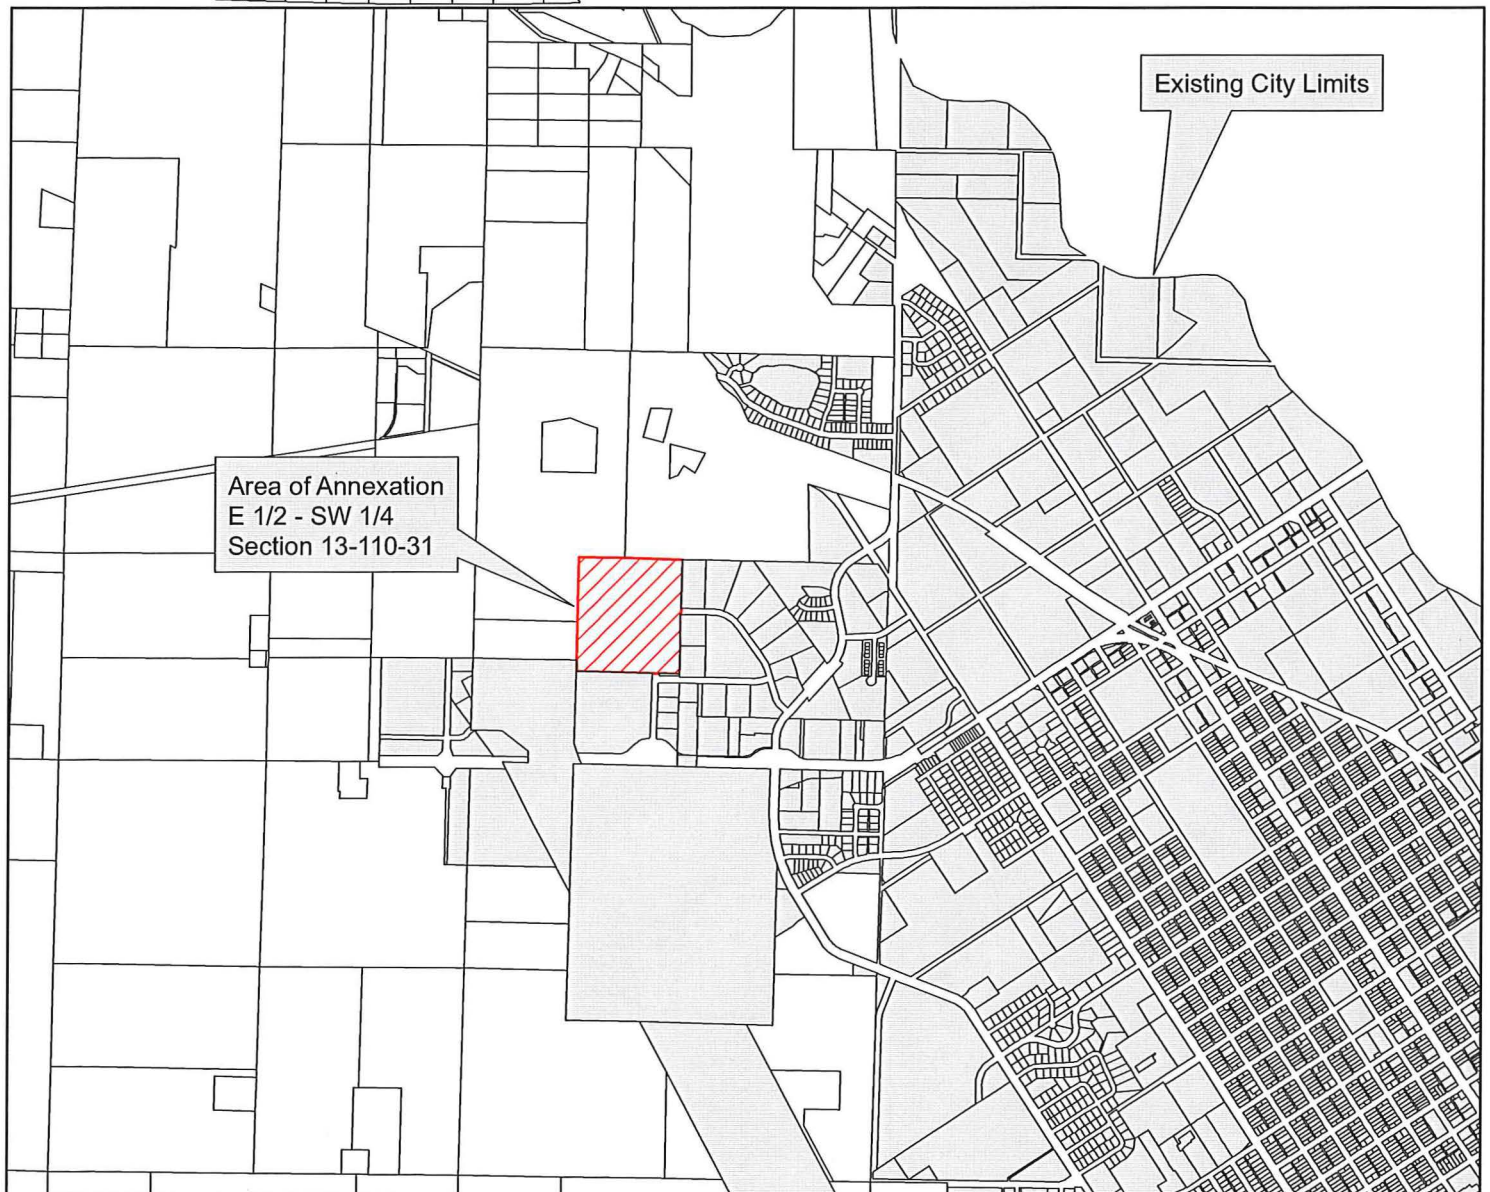 Existing City Limits
Area of Annexation
E 1/2 - SW 1/4
Section 13-110-31